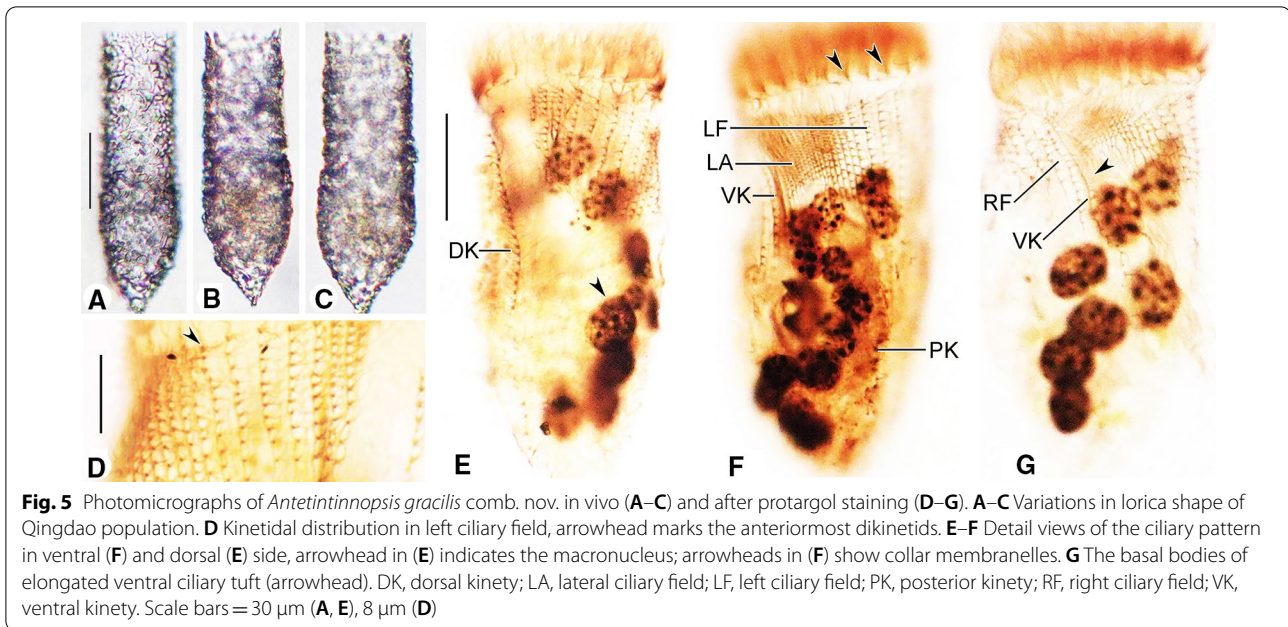 A
B
C
D
E
F
G
DK
LF
LA
VK
PK
RF
VK
Fig. 5 Photomicrographs of Antetintinnopsis gracilis comb. nov. in vivo (A–C) and after protargol staining (D–G). A–C Variations in lorica shape of
Qingdao population. D Kinetidal distribution in left ciliary field, arrowhead marks the anteriormost dikinetids. E–F Detail views of the ciliary pattern
in ventral (F) and dorsal (E) side, arrowhead in (E) indicates the macronucleus; arrowheads in (F) show collar membranelles. G The basal bodies of
elongated ventral ciliary tuft (arrowhead). DK, dorsal kinety; LA, lateral ciliary field; LF, left ciliary field; PK, posterior kinety; RF, right ciliary field; VK,
ventral kinety. Scale bars = 30 µm (A, E), 8 µm (D)